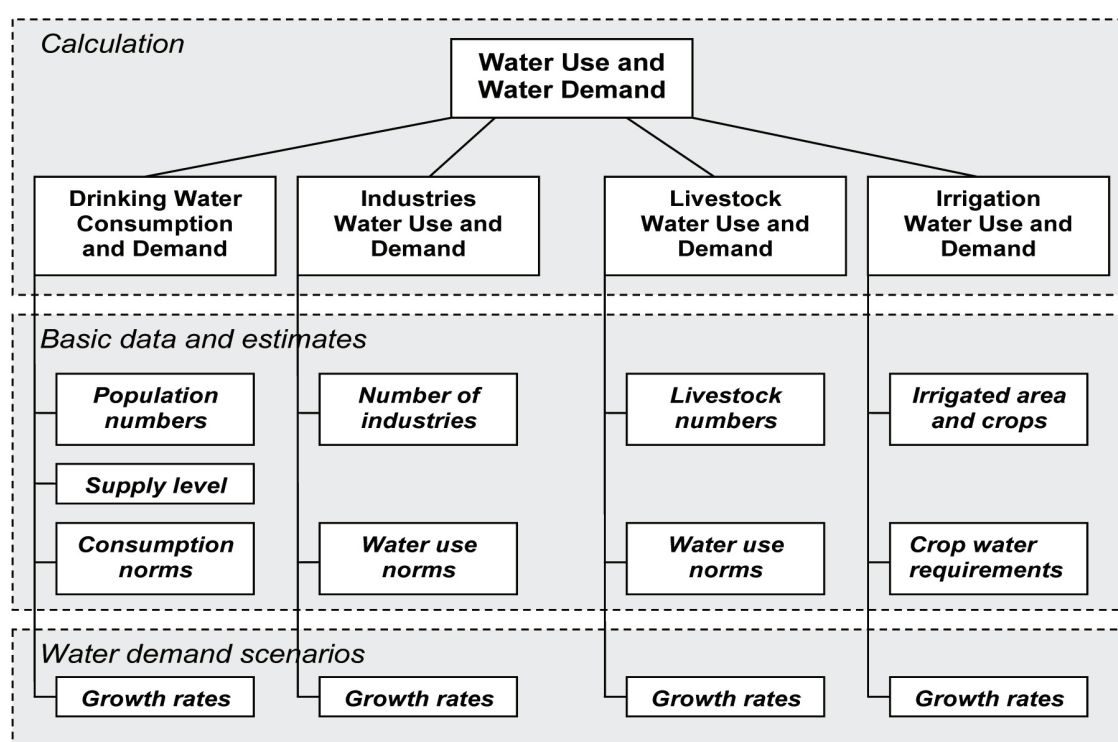 Calculation
Water Use and
Water Demand
Drinking Water
Consumption
and Demand
Industries
Water Use and
Demand
Livestock
Water Use and
Demand
Irrigation
Water Use and
Demand
Basic data and estimates
Population
numbers
Number of
industries
Livestock
numbers
Irrigated area
and crops
Supply level
Consumption
norms
Water use
norms
Water use
norms
Crop water
requirements
Water demand scenarios
Growth rates
Growth rates
Growth rates
Growth rates